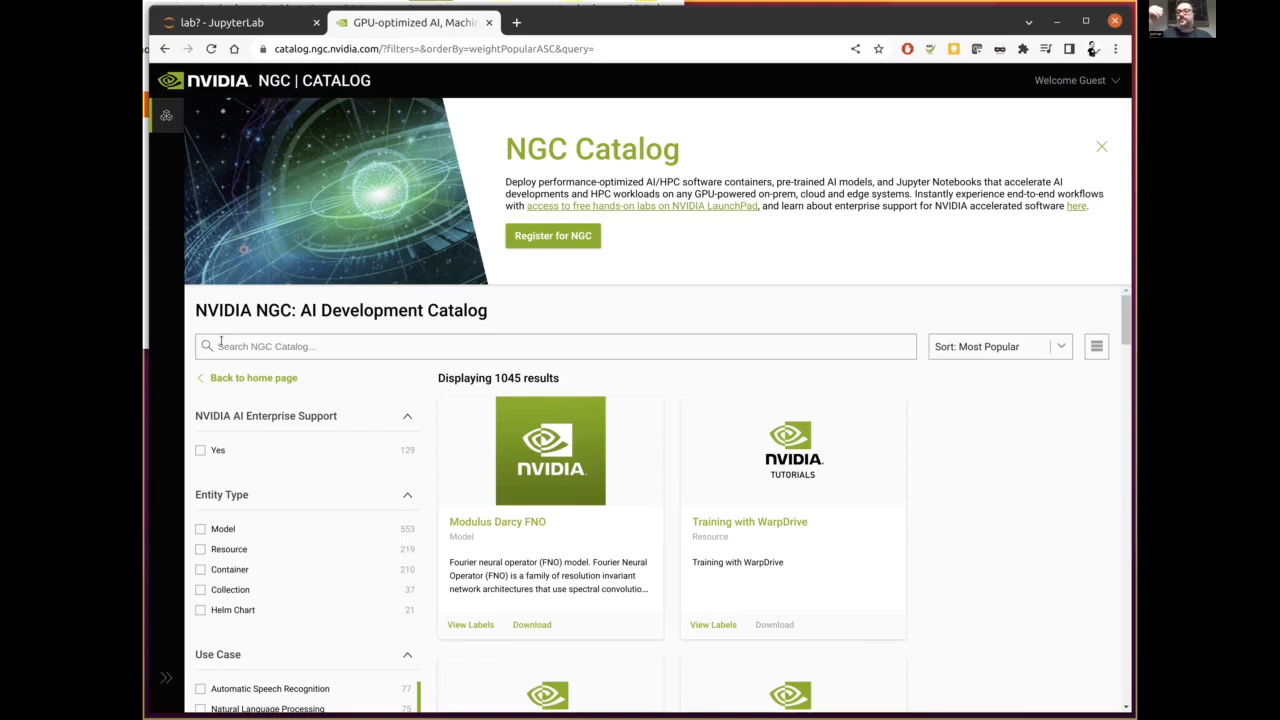 lab? - JupyterLab
GPU-optimized AI, Machin
catalog.ngc.nvidia.com/?filters=&orderBy=weightPopularASC&query=
NVIDIA. NGC | CATALOG
Welcome Guest
NGC Catalog
Deploy performance-optimized AI/HPC software containers, pre-trained AI models, and Jupyter Notebooks that accelerate AI
developments and HPC workloads on any GPU-powered on-prem, cloud and edge systems. Instantly experience end-to-end workflows
with access to free hands-on labs on NVIDIA LaunchPad, and learn about enterprise support for NVIDIA accelerated software here.
Register for NGC
NVIDIA NGC: AI Development Catalog
Search NGC Catalog...
Sort: Most Popular
Back to home page
Displaying 1045 results
NVIDIA AI Enterprise Support
Yes 129
Entity Type
Model 553
Resource 219
Container 210
Collection 37
Helm Chart 21
Use Case
Automatic Speech Recognition 77
Natural Language Processing 75
NVIDIA.
Modulus Darcy FNO
Model
Fourier neural operator (FNO) model. Fourier Neural
Operator (FNO) is a family of resolution invariant
network architectures that use spectral convolutio...
View Labels Download
NVIDIA.
TUTORIALS
Training with WarpDrive
Resource
Training with WarpDrive
View Labels Download